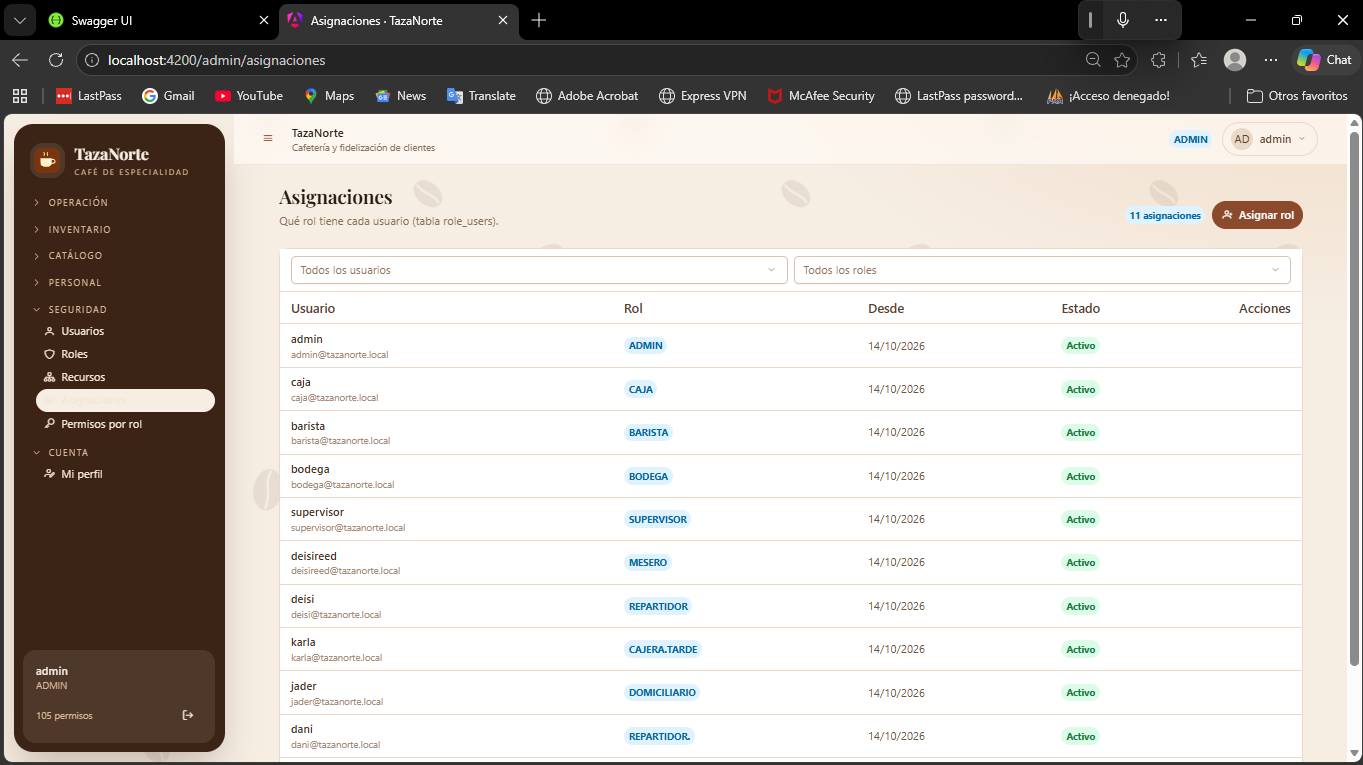 Swagger UI
Asignaciones · TazaNorte
localhost:4200/admin/asignaciones
Chat
LastPass
Gmail
YouTube
Maps
News
Translate
Adobe Acrobat
Express VPN
McAfee Security
LastPass password...
¡Acceso denegado!
Otros favoritos
TazaNorte
CAFÉ DE ESPECIALIDAD
OPERACIÓN
INVENTARIO
CATÁLOGO
PERSONAL
SEGURIDAD
Usuarios
Roles
Recursos
Asignaciones
Permisos por rol
CUENTA
Mi perfil
admin
ADMIN
105 permisos
TazaNorte
Cafetería y fidelización de clientes
ADMIN
AD admin
Asignaciones
Qué rol tiene cada usuario (tabla role_users).
11 asignaciones
Asignar rol
Todos los usuarios
Todos los roles
Usuario Rol Desde Estado Acciones
admin
admin@tazanorte.local
ADMIN 14/10/2026 Activo
caja
caja@tazanorte.local
CAJA 14/10/2026 Activo
barista
barista@tazanorte.local
BARISTA 14/10/2026 Activo
bodega
bodega@tazanorte.local
BODEGA 14/10/2026 Activo
supervisor
supervisor@tazanorte.local
SUPERVISOR 14/10/2026 Activo
deisireed
deisireed@tazanorte.local
MESERO 14/10/2026 Activo
deisi
deisi@tazanorte.local
REPARTIDOR 14/10/2026 Activo
karla
karla@tazanorte.local
CAJERA.TARDE 14/10/2026 Activo
jader
jader@tazanorte.local
DOMICILIARIO 14/10/2026 Activo
dani
dani@tazanorte.local
REPARTIDOR. 14/10/2026 Activo